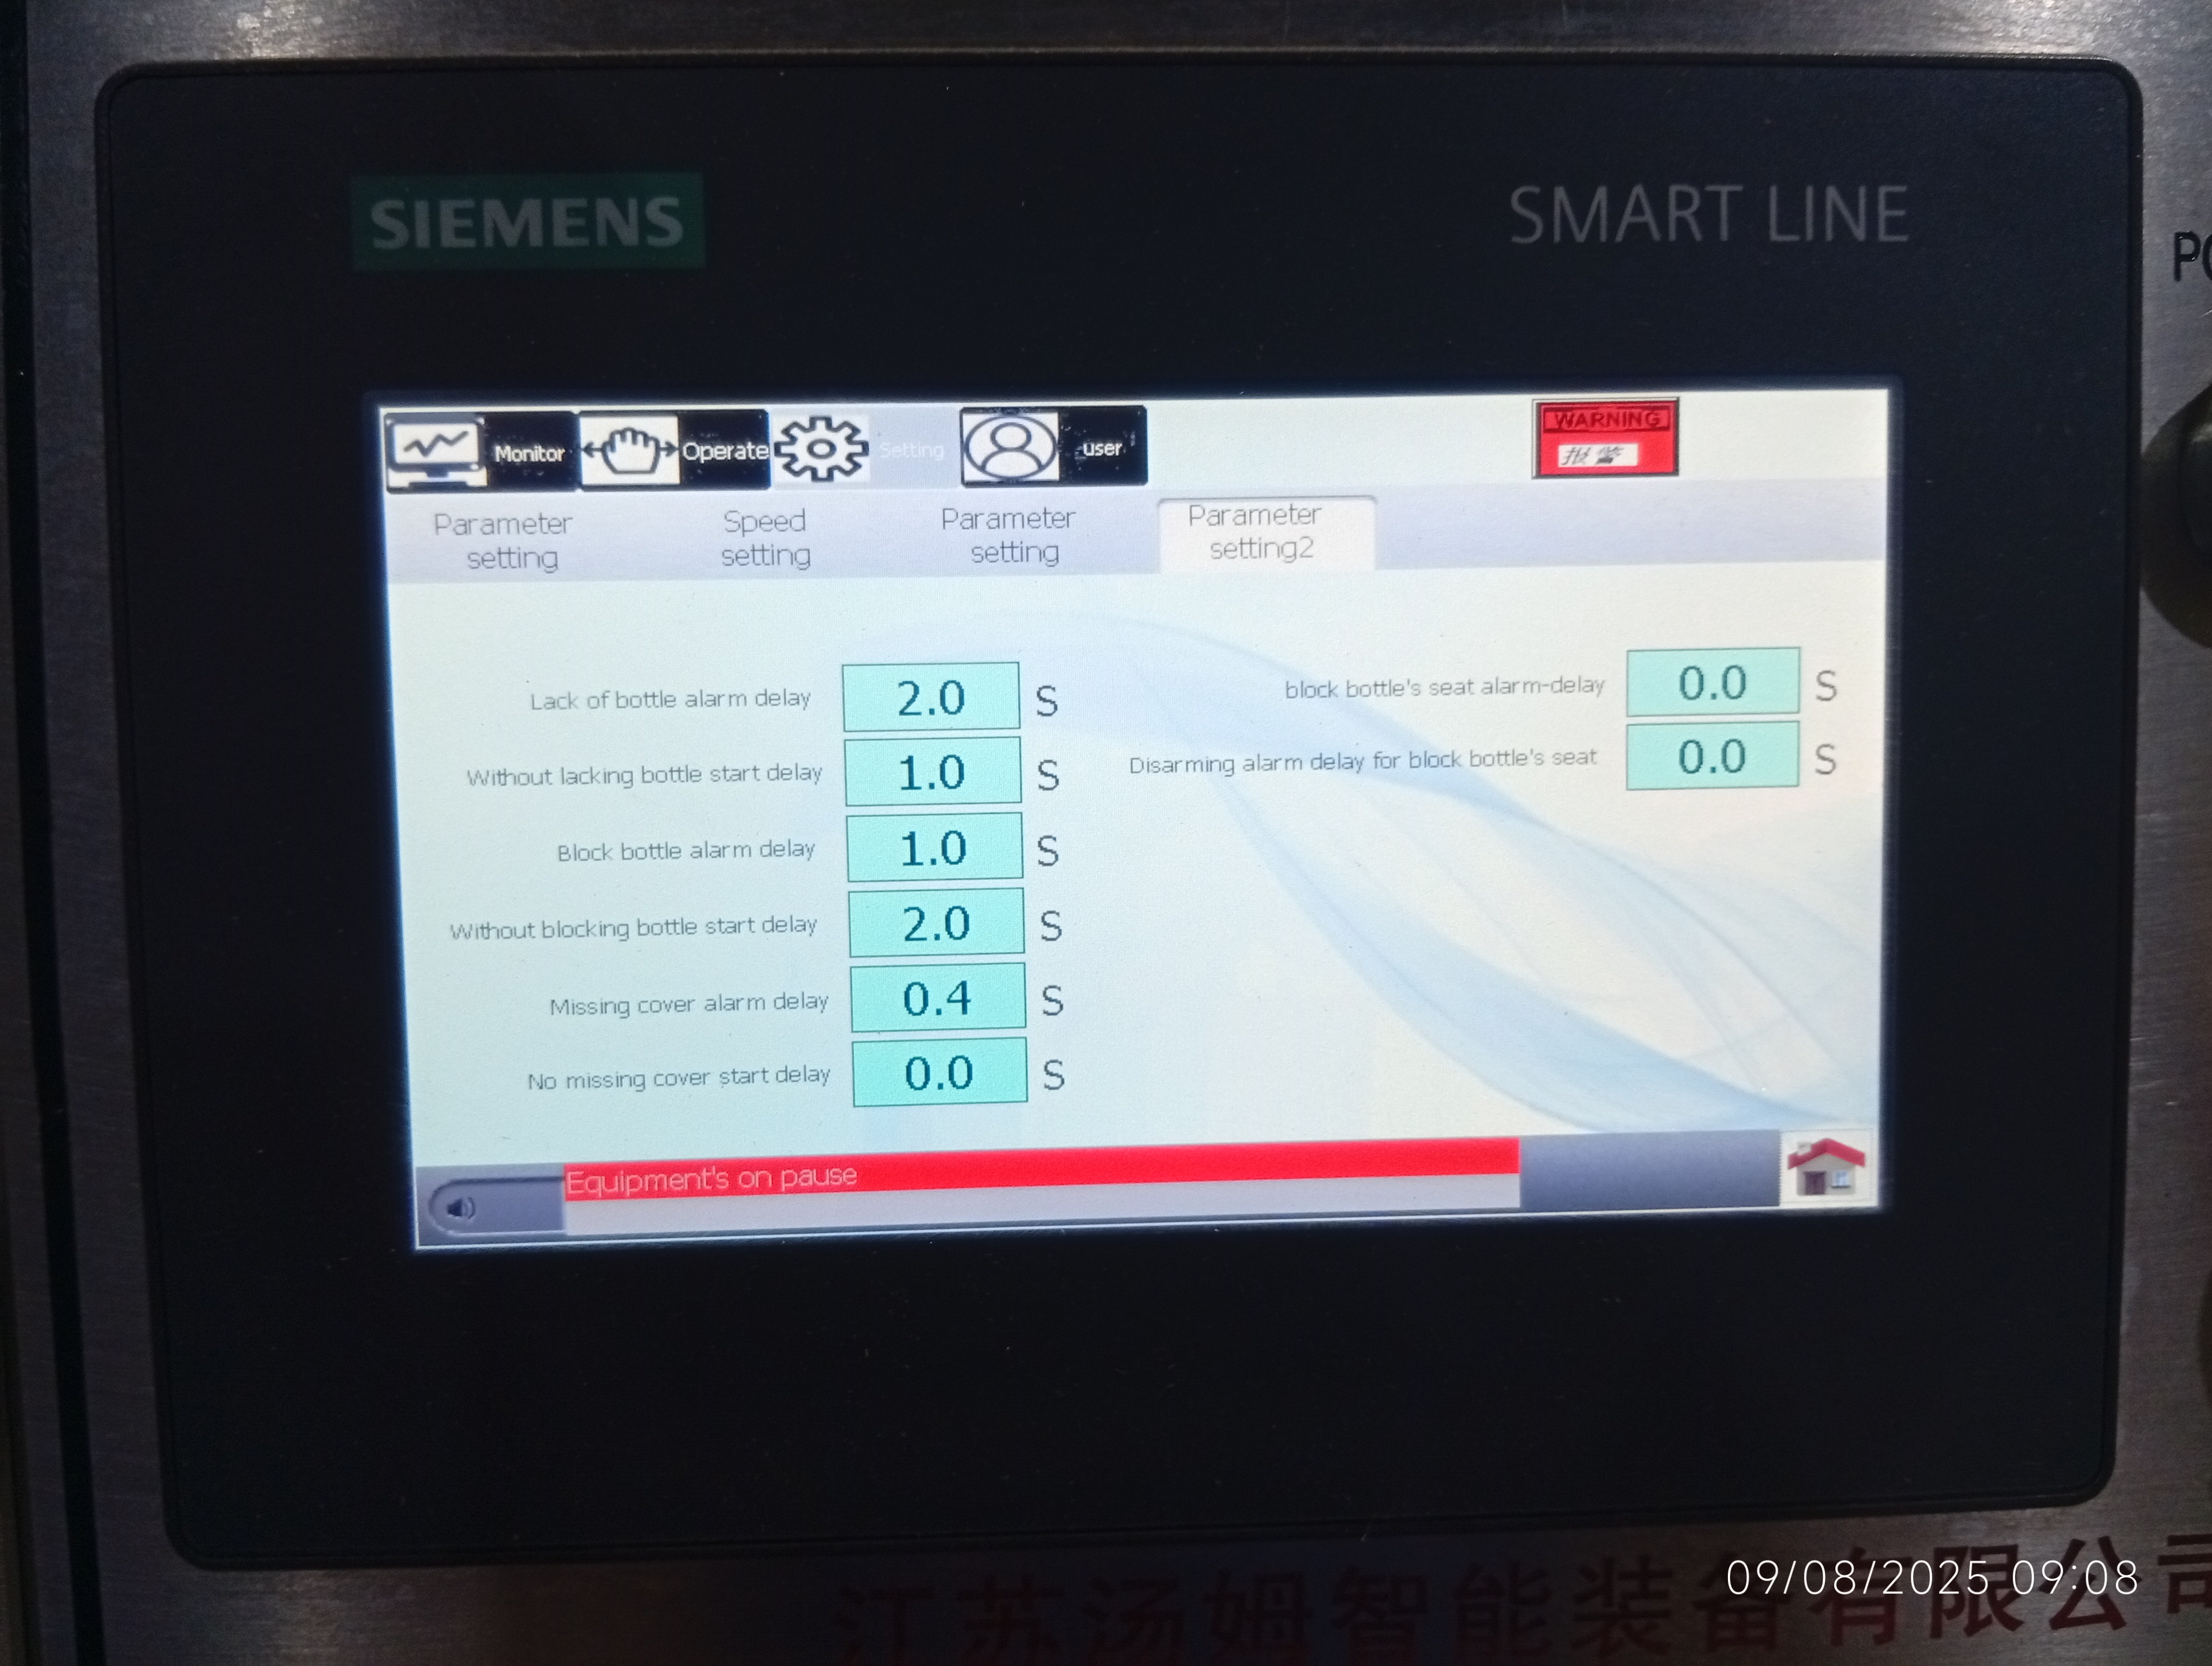 SIEMENS
SMART LINE
Monitor
Operate
Setting
user
WARNING
报警
Parameter
setting
Speed
setting
Parameter
setting
Parameter
setting2
Lack of bottle alarm delay 2.0 S
Without lacking bottle start delay 1.0 S
Block bottle alarm delay 1.0 S
Without blocking bottle start delay 2.0 S
Missing cover alarm delay 0.4 S
No missing cover start delay 0.0 S
block bottle's seat alarm-delay 0.0 S
Disarming alarm delay for block bottle's seat 0.0 S
Equipment's on pause
江苏汤姆智能装备有限公司
09/08/2025 09:08